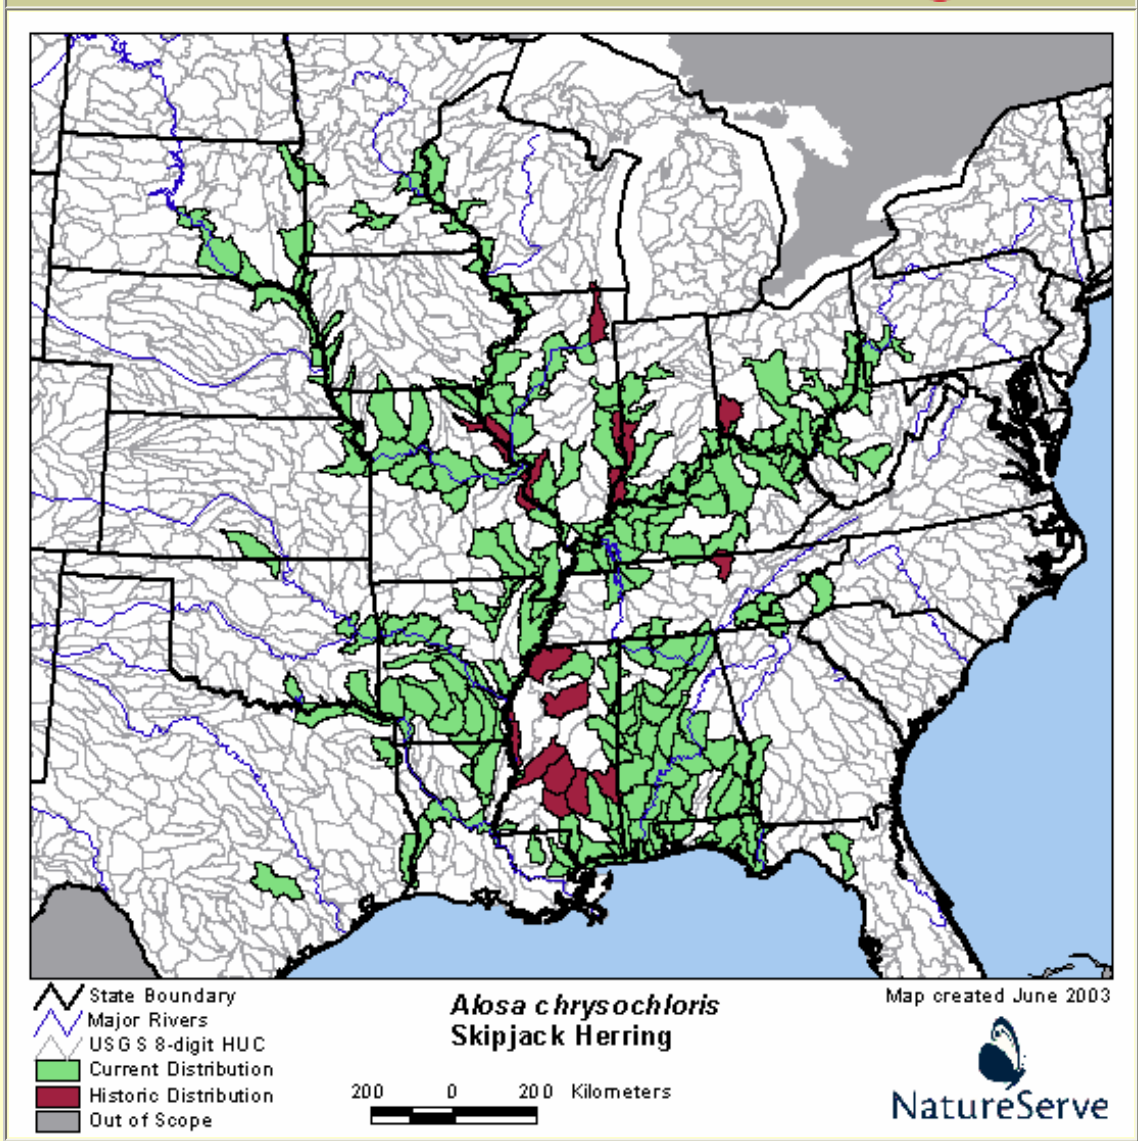 State Boundary
Major Rivers
USGS 8-digit HUC
Current Distribution
Historic Distribution
Out of Scope
Alosa chrysochloris
Skipjack Herring
200 0 200 Kilometers
Map created June 2003
NatureServe